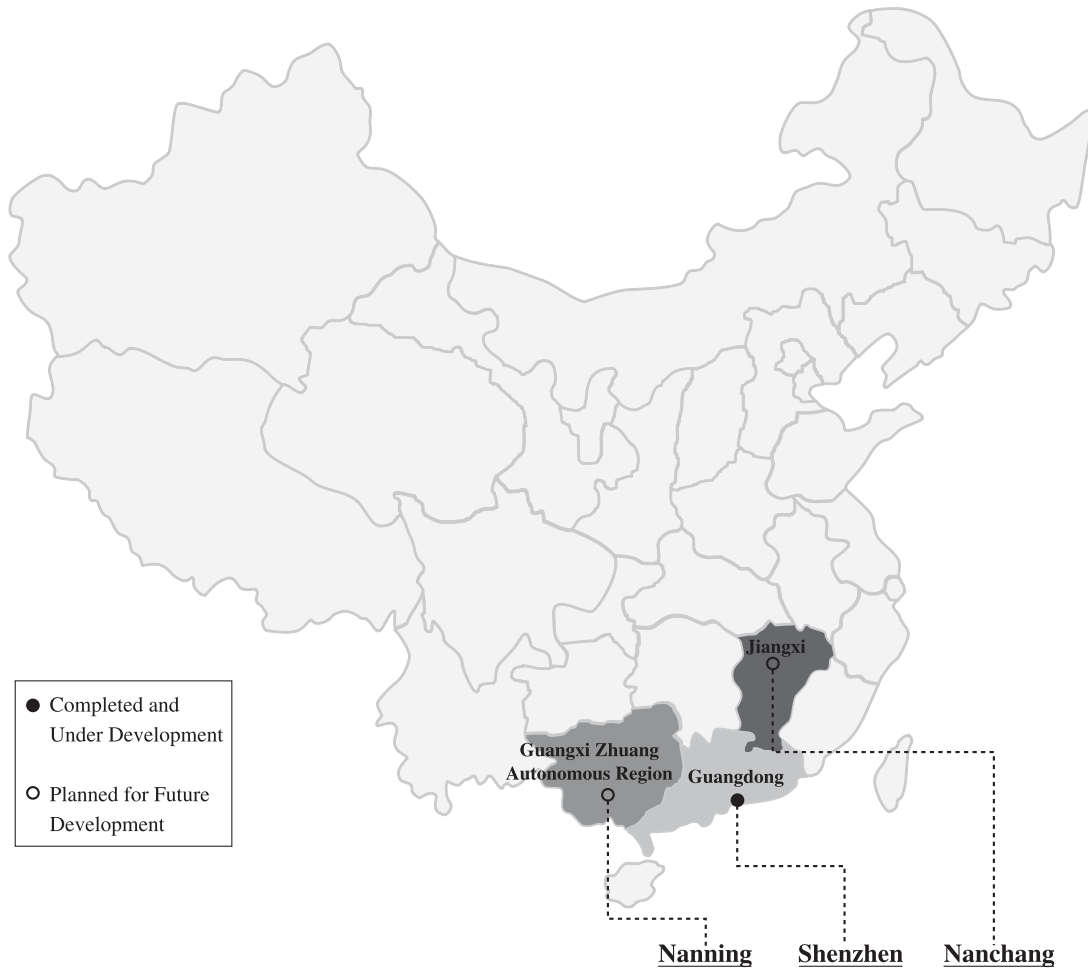 Jiangxi
Guangxi Zhuang
Autonomous Region
Guangdong
Completed and
Under Development
Planned for Future
Development
Nanning
Shenzhen
Nanchang